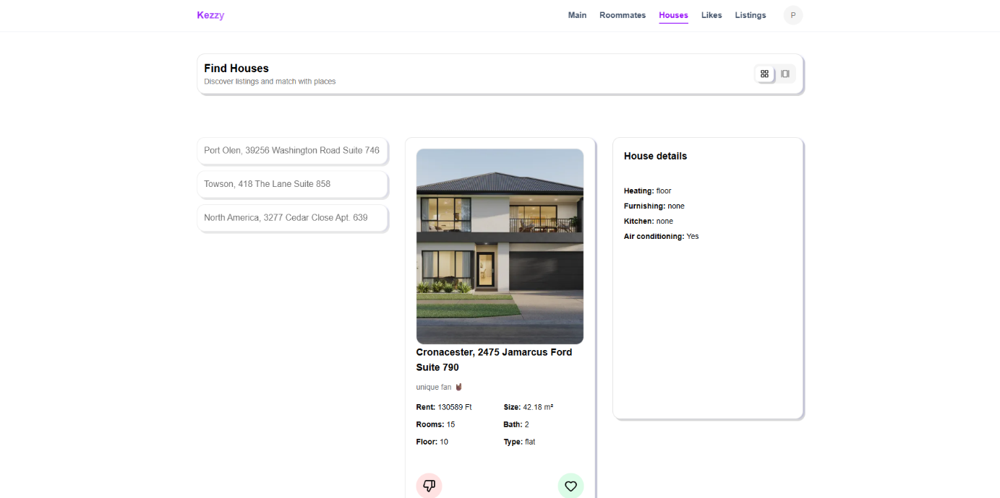 Kezzy
Main Roommates Houses Likes Listings P
Find Houses
Discover listings and match with places
Port Olen, 39256 Washington Road Suite 746
Towson, 418 The Lane Suite 858
North America, 3277 Cedar Close Apt. 639
Cronacester, 2475 Jamarcus Ford
Suite 790
unique fan 🤘🏿
Rent: 130589 Ft Size: 42.18 m²
Rooms: 15 Bath: 2
Floor: 10 Type: flat
House details
Heating: floor
Furnishing: none
Kitchen: none
Air conditioning: Yes